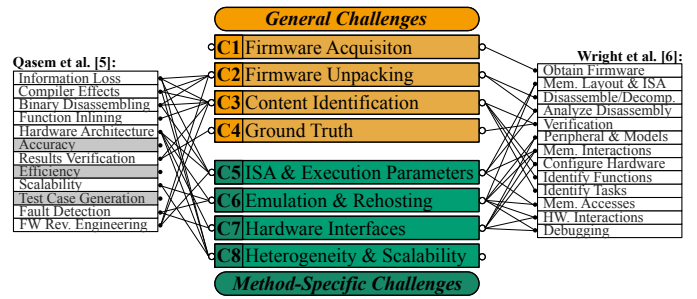 General Challenges
Qasem et al. [5]:
Information Loss
Compiler Effects
Binary Disassembling
Function Inlining
Hardware Architecture
Accuracy
Results Verification
Efficiency
Scalability
Test Case Generation
Fault Detection
FW Rev. Engineering
C1 Firmware Acquisiton
C2 Firmware Unpacking
C3 Content Identification
C4 Ground Truth
C5 ISA & Execution Parameters
C6 Emulation & Rehosting
C7 Hardware Interfaces
C8 Heterogeneity & Scalability
Method-Specific Challenges
Wright et al. [6]:
Obtain Firmware
Mem. Layout & ISA
Disassemble/Decomp.
Analyze Disassembly
Verification
Peripheral & Models
Mem. Interactions
Configure Hardware
Identify Functions
Identify Tasks
Mem. Accesses
HW. Interactions
Debugging